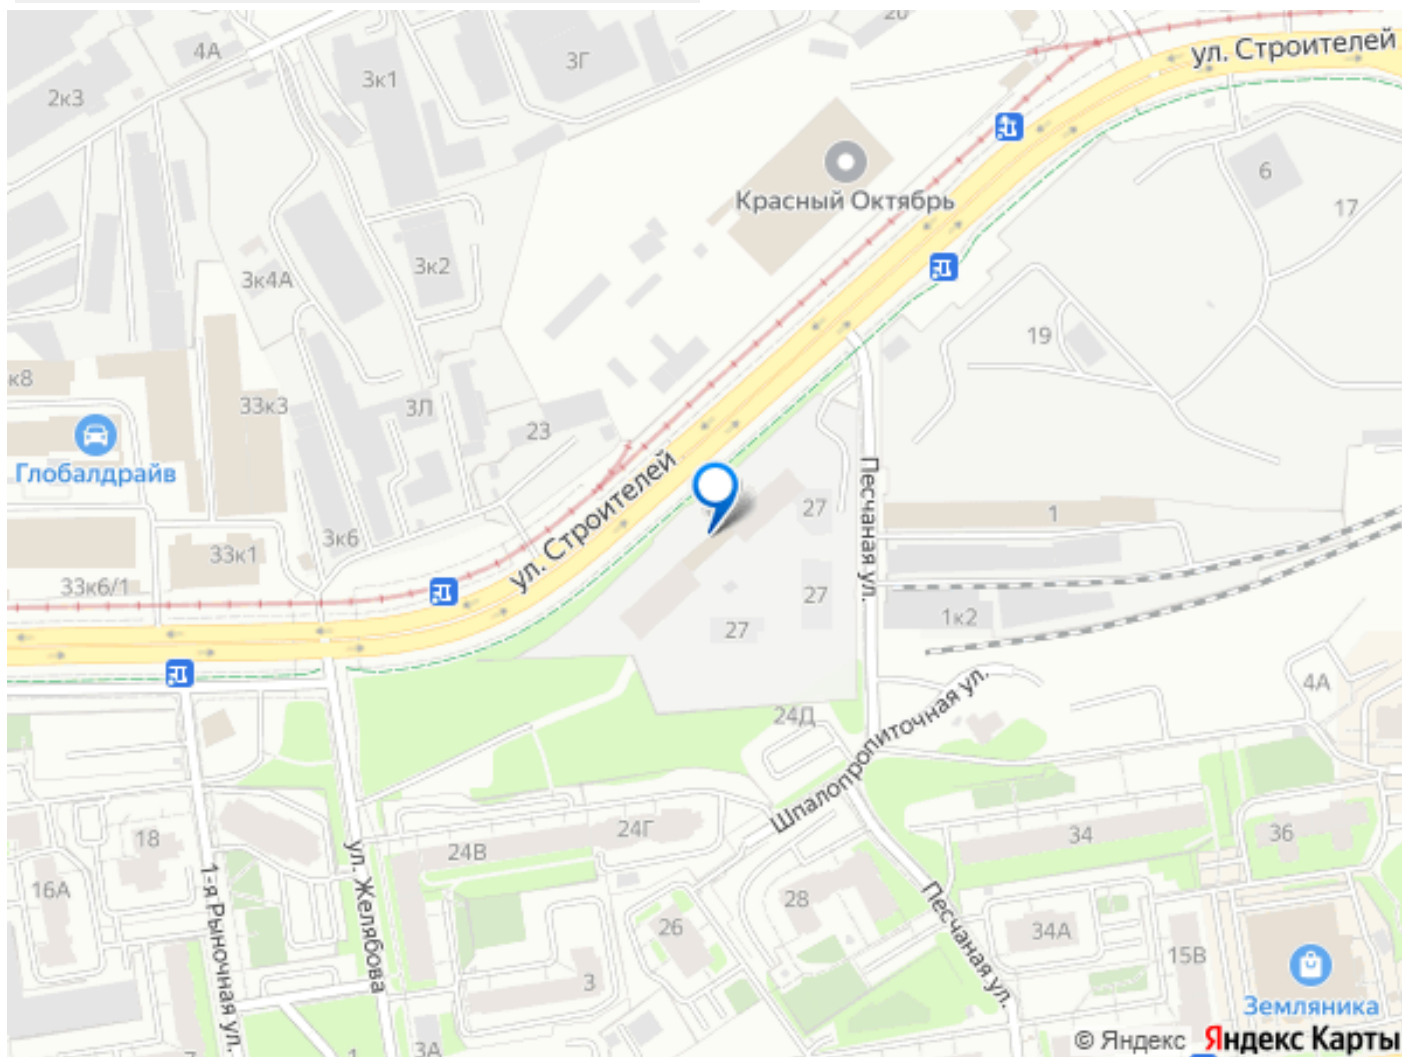 20
4А
3Г
ул. Строителей
3к1
2к3
6
Красный Октябрь
17
3к2
3к4А
19
к8
33к3
3Л
23
Глобалдрайв
ул. Строителей
Песчаная ул.
27
1
3к6
33к1
33к6/1
27
1к2
27
4А
24Д
Шпалопропиточная ул.
18
24Г
34
36
24В
16А
1-я Рыночная ул.
ул. Желябова
28
Песчаная ул.
26
34А
15В
3
Земляника
7
1
3А
© Яндекс Яндекс Карты